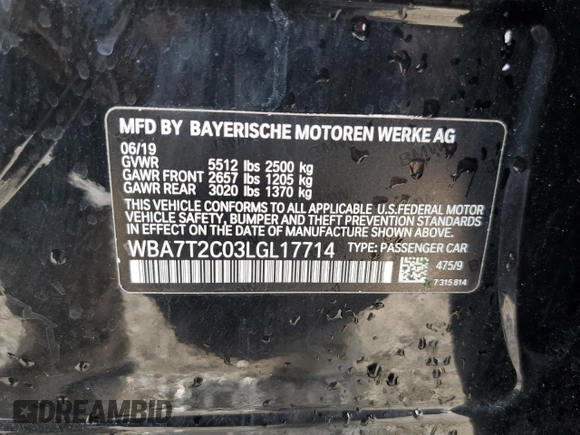 MFD BY BAYERISCHE MOTOREN WERKE AG
06/19
GVWR 5512 lbs 2500 kg
GAWR FRONT 2657 lbs 1205 kg
GAWR REAR 3020 lbs 1370 kg
THIS VEHICLE CONFORMS TO ALL APPLICABLE U.S.FEDERAL MOTOR
VEHICLE SAFETY, BUMPER AND THEFT PREVENTION STANDARDS
IN EFFECT ON THE DATE OF MANUFACTURE SHOWN ABOVE.
WBA7T2C03LGL17714 TYPE: PASSENGER CAR
475/9
7 315 814
DREAMBID